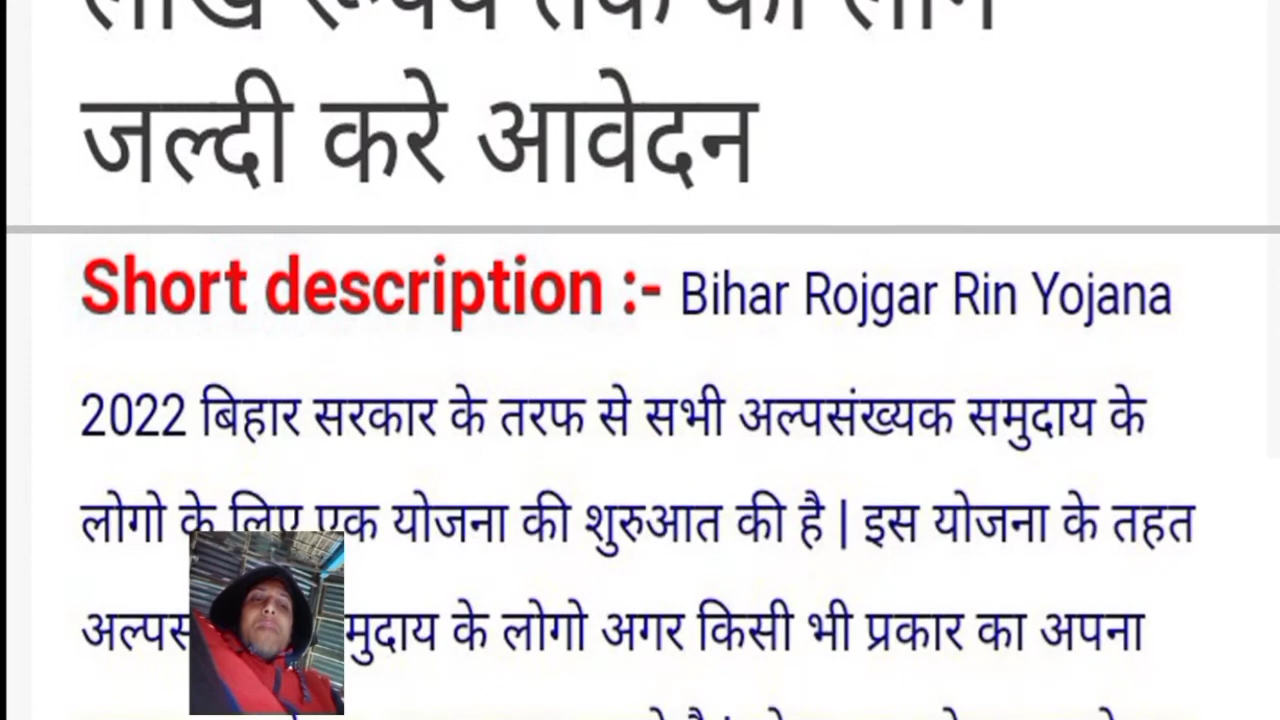 जल्दी करे आवेदन
Short description :- Bihar Rojgar Rin Yojana
2022 बिहार सरकार के तरफ से सभी अल्पसंख्यक समुदाय के
लोगो के लिए एक योजना की शुरुआत की है | इस योजना के तहत
के लोगो अगर किसी भी प्रकार का अपना